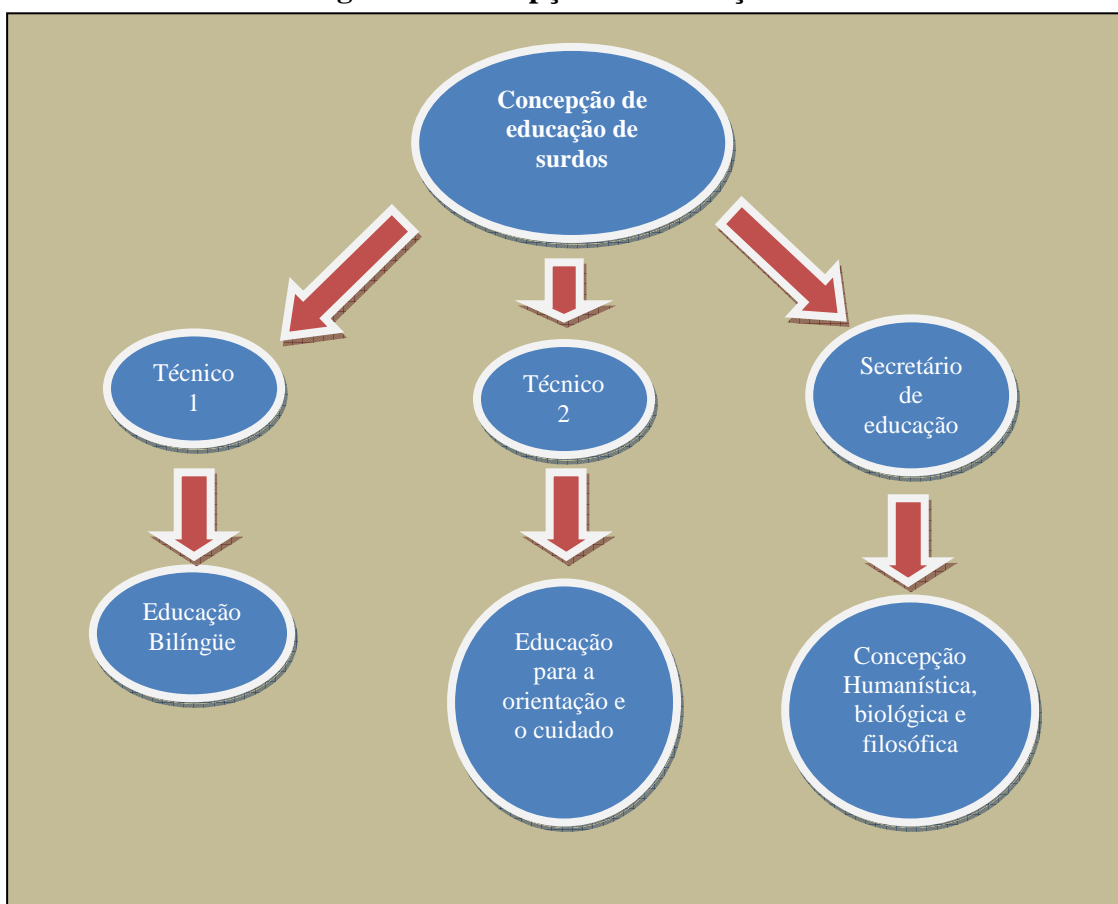 Concepção de
educação de
surdos
Técnico
1
Técnico
2
Secretário
de
educação
Educação
Bilíngüe
Educação
para a
orientação e
o cuidado
Concepção
Humanística,
biológica e
filosófica